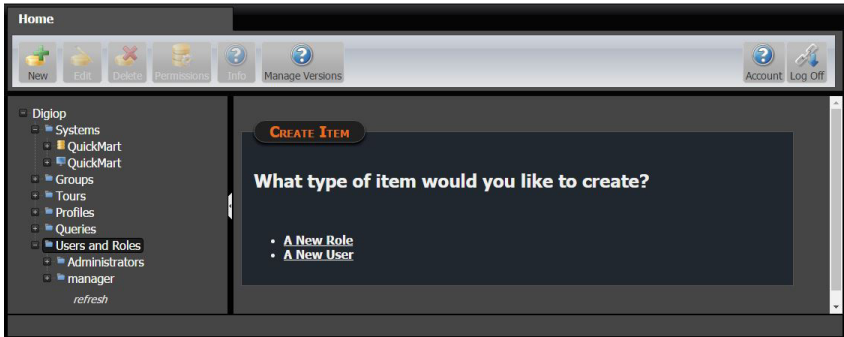 Home
New Edit Delete Permissions Info Manage Versions Account Log Off
Digiop
Systems
QuickMart
QuickMart
Groups
Tours
Profiles
Queries
Users and Roles
Administrators
manager
refresh
Create Item
What type of item would you like to create?
• A New Role
• A New User